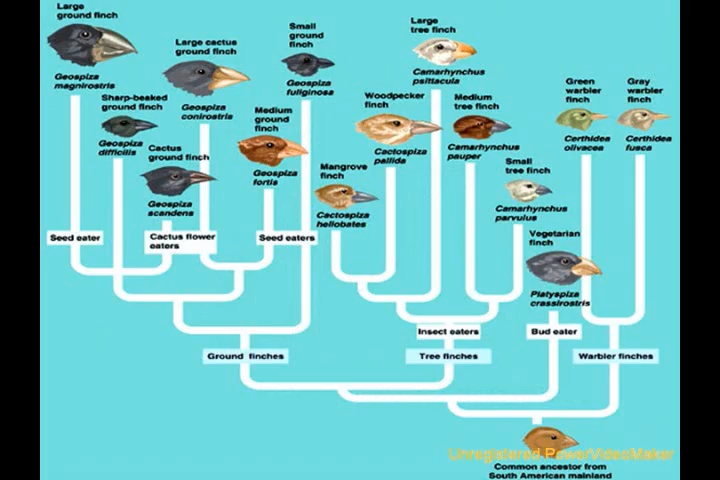 Large
ground finch
Geospiza
magnirostris
Large cactus
ground finch
Geospiza
conirostris
Small
ground
finch
Geospiza
fuliginosa
Large
tree finch
Camarhynchus
psittacula
Sharp-beaked
ground finch
Geospiza
difficilis
Medium
ground
finch
Geospiza
fortis
Woodpecker
finch
Cactospiza
pallida
Medium
tree finch
Camarhynchus
pauper
Green
warbler
finch
Certhidea
olivacea
Gray
warbler
finch
Certhidea
fusca
Cactus
ground finch
Geospiza
scandens
Mangrove
finch
Cactospiza
heliobates
Small
tree finch
Camarhynchus
parvulus
Seed eater
Cactus flower
eaters
Seed eaters
Vegetarian
finch
Platyspiza
crassirostris
Insect eaters
Bud eater
Ground finches
Tree finches
Warbler finches
Unregistered PowerVideoMaker
Common ancestor from
South American mainland